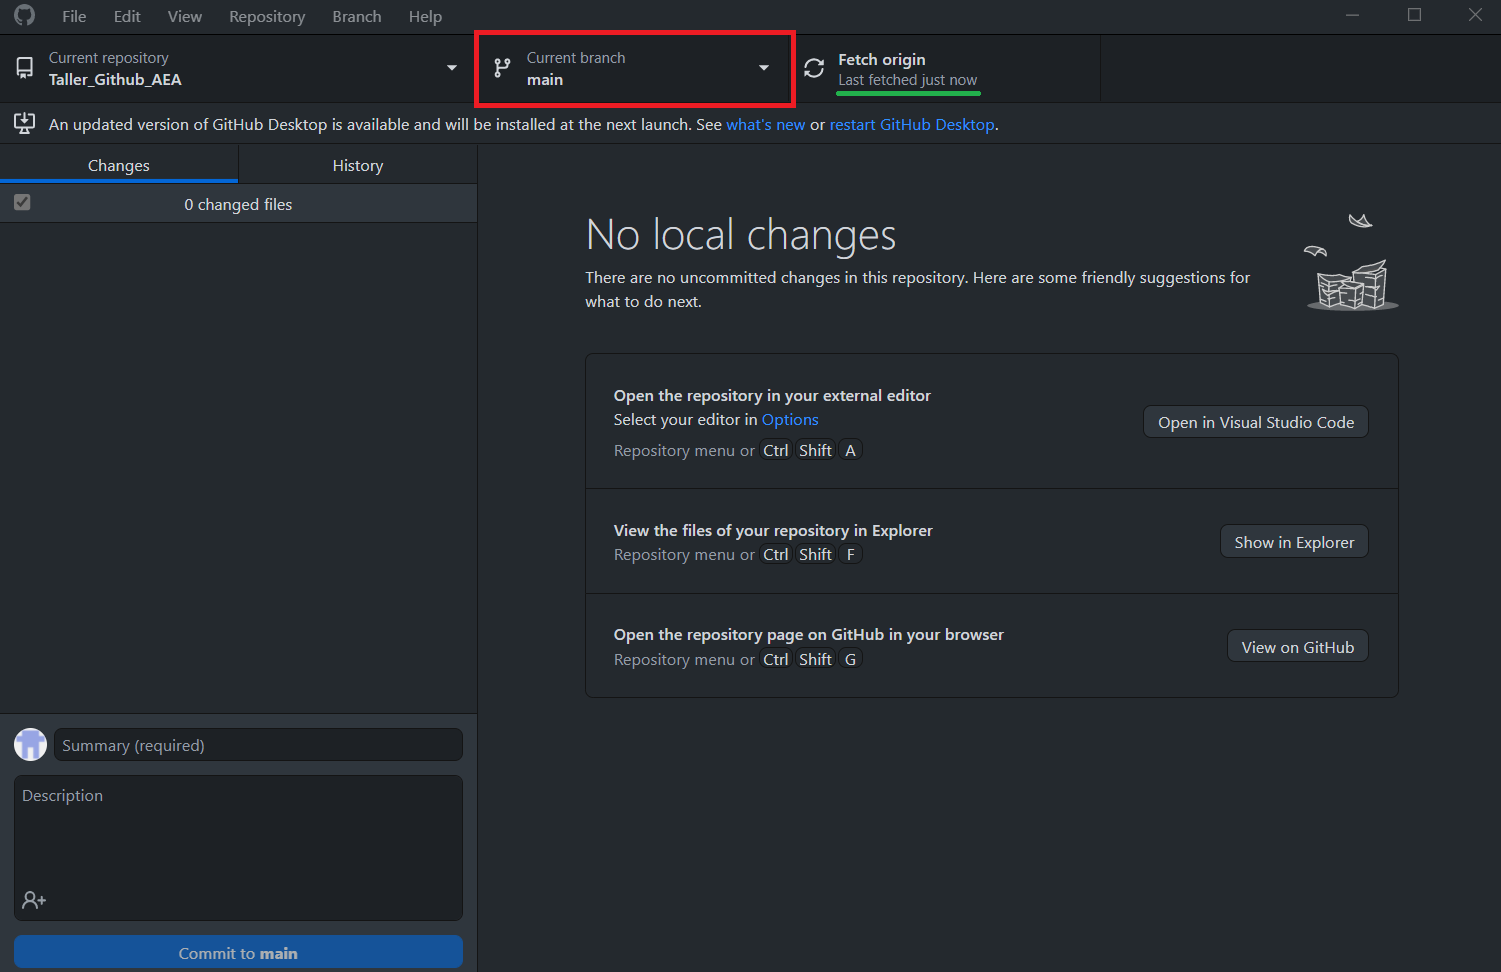 File Edit View Repository Branch Help
Current repository
Taller_Github_AEA
Current branch
main
Fetch origin
Last fetched just now
An updated version of GitHub Desktop is available and will be installed at the next launch. See what's new or restart GitHub Desktop.
Changes
History
0 changed files
No local changes
There are no uncommitted changes in this repository. Here are some friendly suggestions for
what to do next.
Open the repository in your external editor
Select your editor in Options
Repository menu or Ctrl Shift A
Open in Visual Studio Code
View the files of your repository in Explorer
Repository menu or Ctrl Shift F
Show in Explorer
Open the repository page on GitHub in your browser
Repository menu or Ctrl Shift G
View on GitHub
Summary (required)
Description
Commit to main